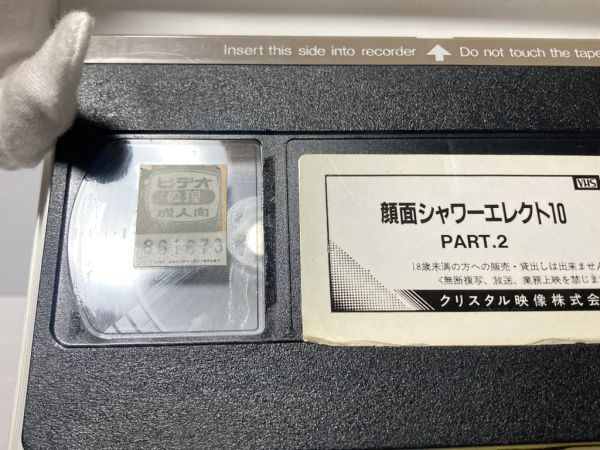 Insert this side into recorder ↑ Do not touch the tape
ビデオ
倫理
成人向
861673
VHS
顔面シャワーエレクト10
PART.2
18歳未満の方への販売・貸出しは出来ませ
<無断複写、放送、業務上映を禁じま
クリスタル映像株式会